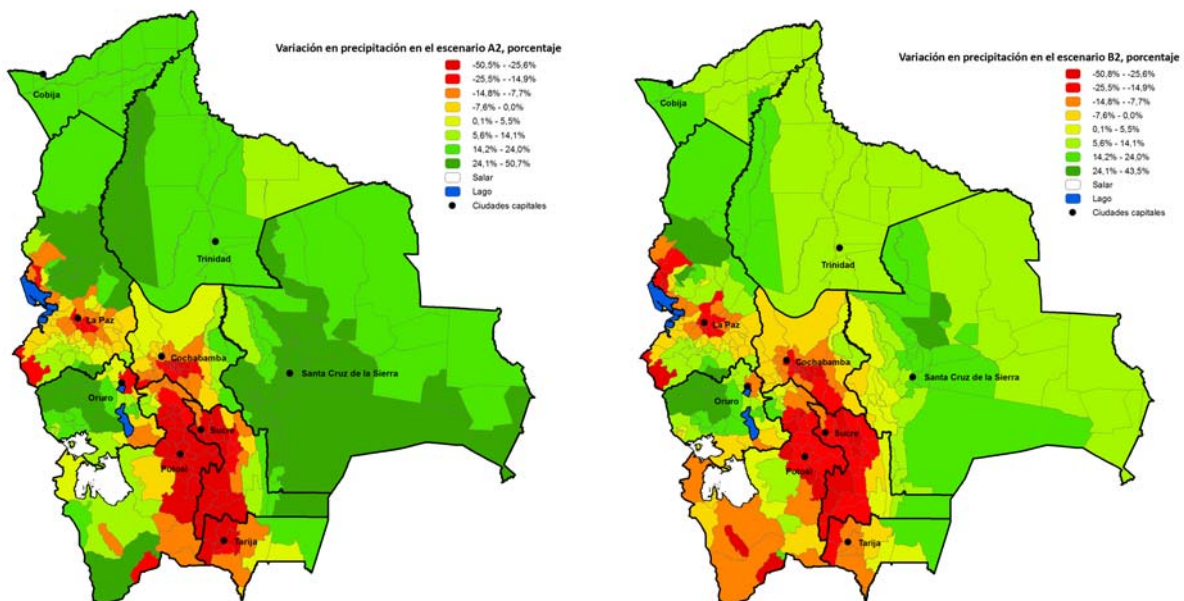 Variación en precipitación en el escenario A2, porcentaje
-50,5% - -25,6%
-25,5% - -14,9%
-14,8% - -7,7%
-7,6% - 0,0%
0,1% - 5,5%
5,6% - 14,1%
14,2% - 24,0%
24,1% - 50,7%
Salar
Lago
Ciudades capitales
Cobija
Trinidad
La Paz
Cochabamba
Santa Cruz de la Sierra
Oruro
Sucre
Potosí
Tarija
Variación en precipitación en el escenario B2, porcentaje
-50,8% - -25,6%
-25,5% - -14,9%
-14,8% - -7,7%
-7,6% - 0,0%
0,1% - 5,5%
5,6% - 14,1%
14,2% - 24,0%
24,1% - 43,5%
Salar
Lago
Ciudades capitales
Cobija
Trinidad
La Paz
Cochabamba
Santa Cruz de la Sierra
Oruro
Sucre
Potosí
Tarija